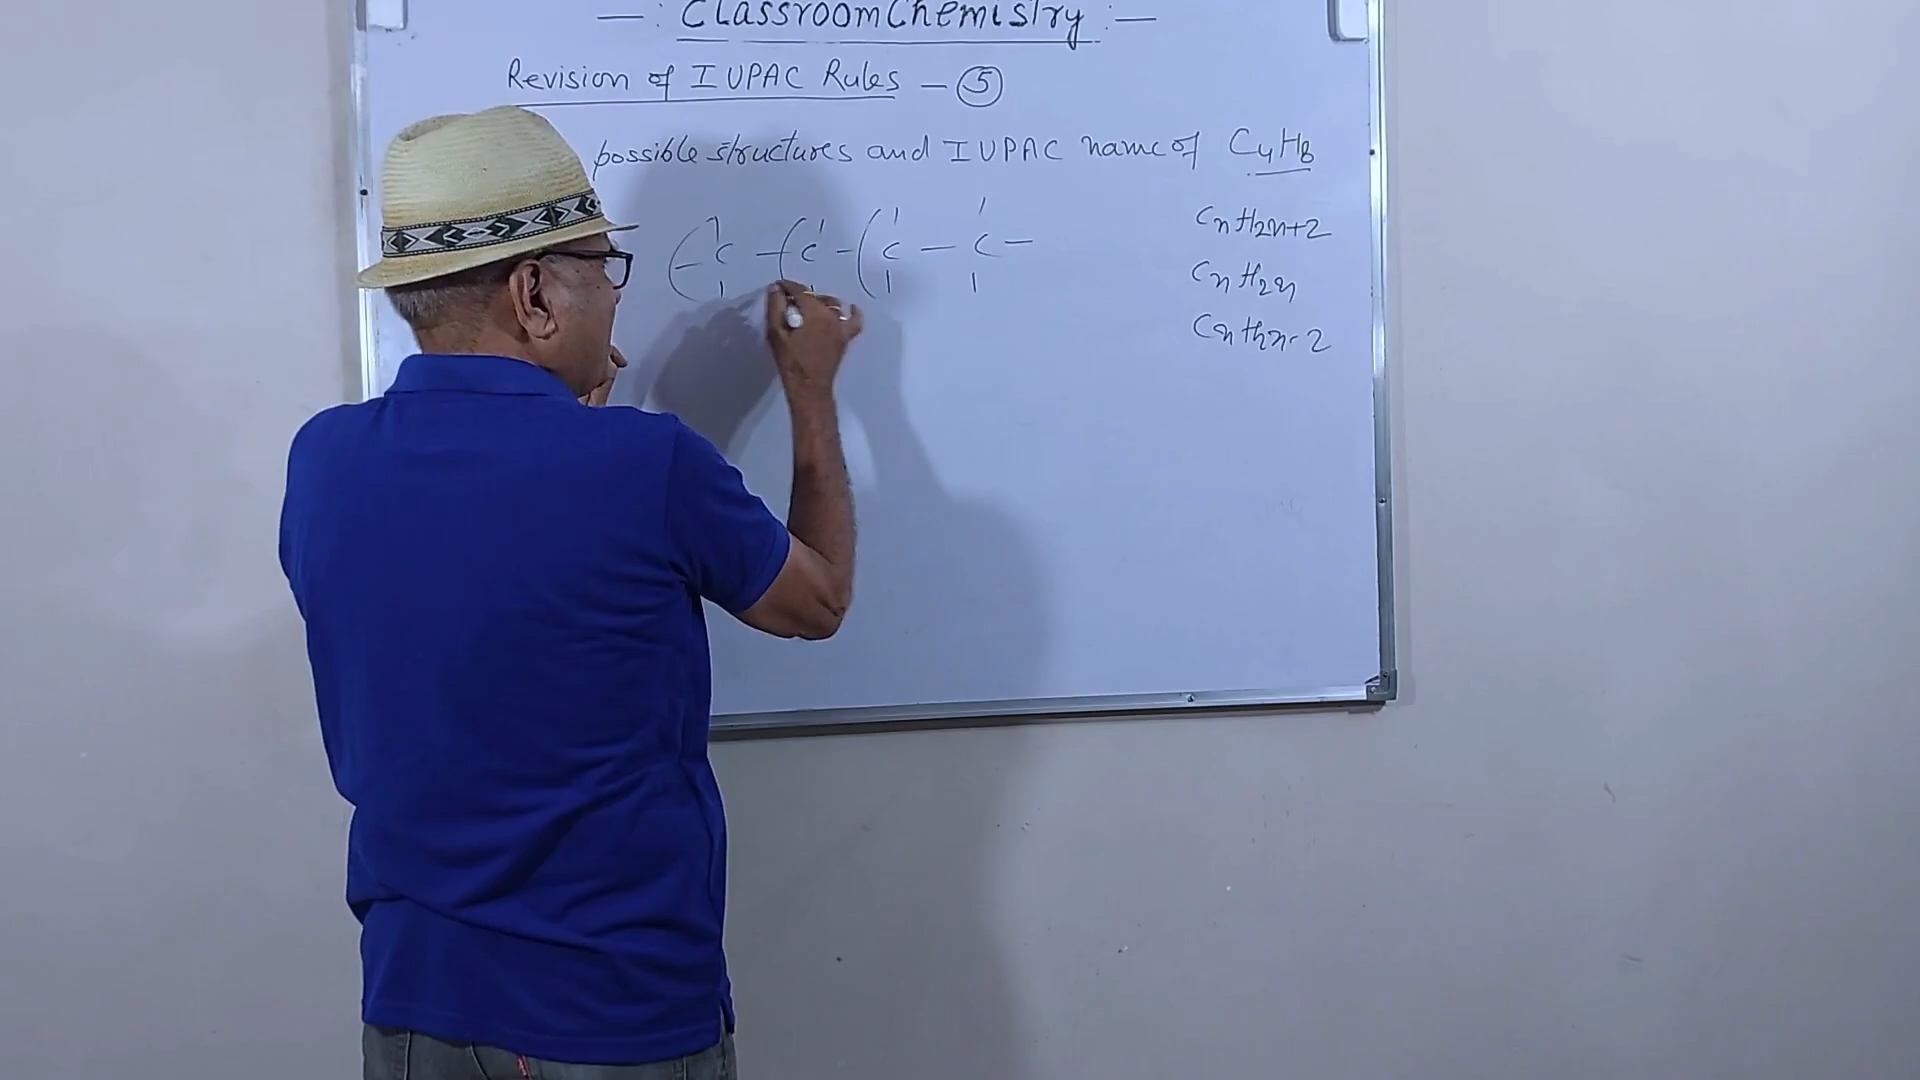 —: ClassroomChemistry :—
Revision of IUPAC Rules — 5
possible structures and IUPAC name of C4H8
C — C — C — C —
CnH2n+2
CnH2n
CnH2n-2